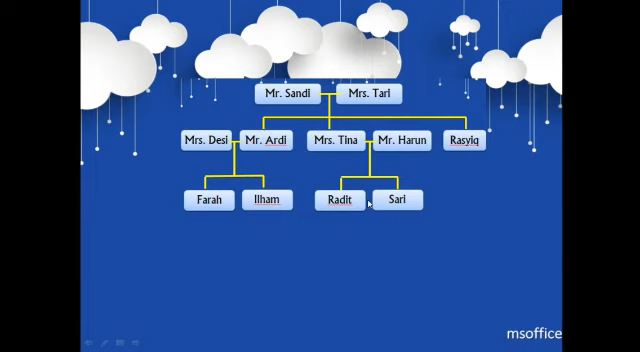 Mr. Sandi Mrs. Tari
Mrs. Desi Mr. Ardi Mrs. Tina Mr. Harun Rasyiq
Farah Ilham Radit Sari
msoffice